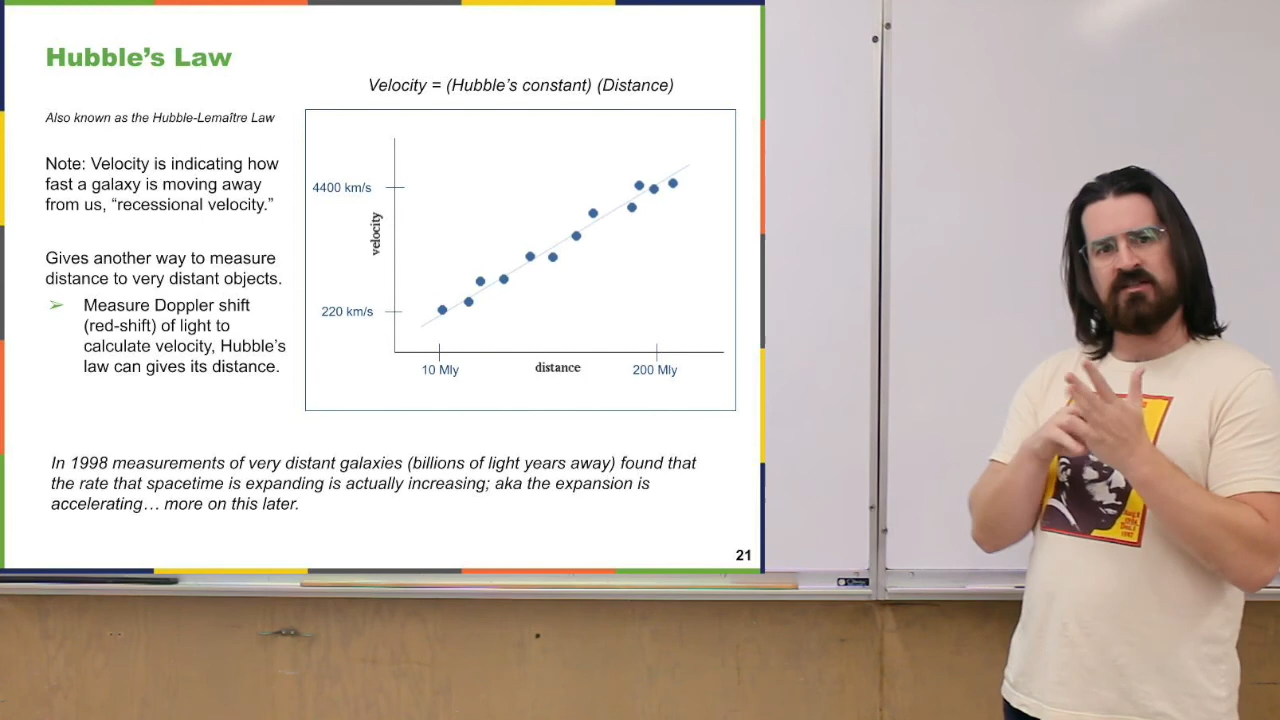 Hubble's Law
Velocity = (Hubble's constant) (Distance)
Also known as the Hubble-Lemaître Law
Note: Velocity is indicating how
fast a galaxy is moving away
from us, "recessional velocity."
Gives another way to measure
distance to very distant objects.
➢ Measure Doppler shift
(red-shift) of light to
calculate velocity, Hubble's
law can gives its distance.
4400 km/s
velocity
220 km/s
10 Mly
distance
200 Mly
In 1998 measurements of very distant galaxies (billions of light years away) found that
the rate that spacetime is expanding is actually increasing; aka the expansion is
accelerating… more on this later.
21